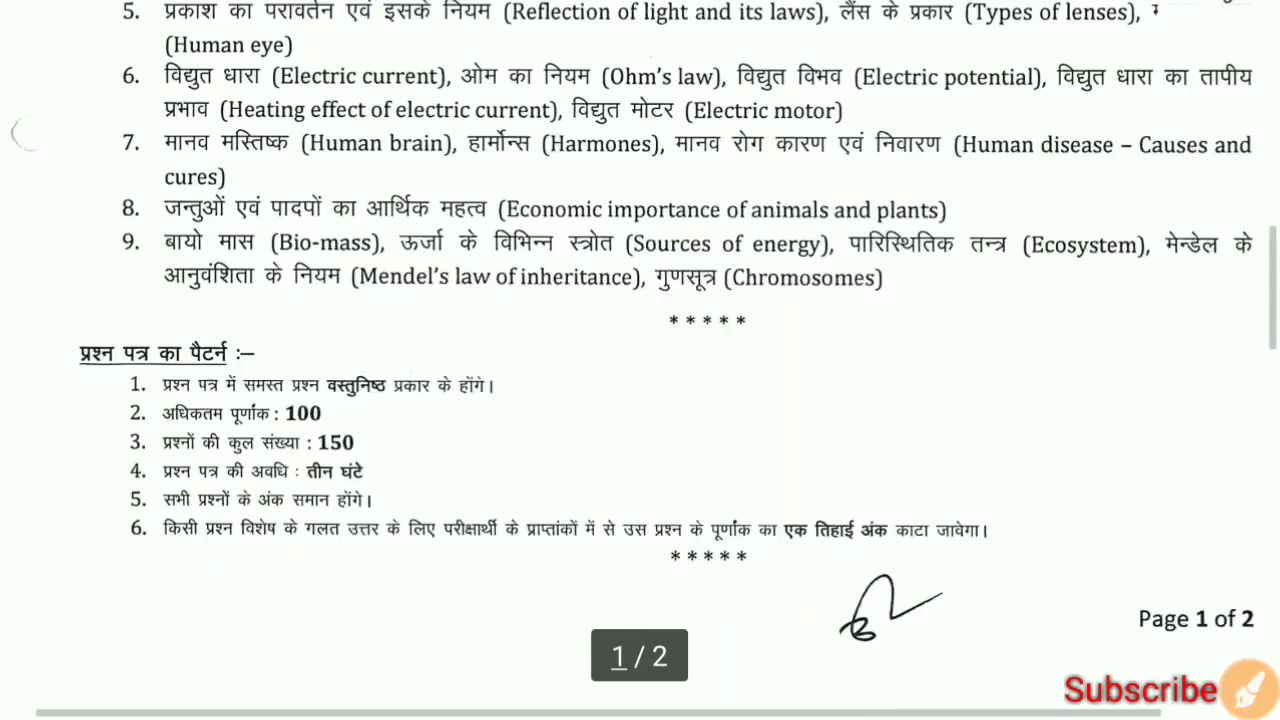 5. प्रकाश का परावर्तन एवं इसके नियम (Reflection of light and its laws), लैंस के प्रकार (Types of lenses),
(Human eye)
6. विद्युत धारा (Electric current), ओम का नियम (Ohm's law), विद्युत विभव (Electric potential), विद्युत धारा का तापीय
प्रभाव (Heating effect of electric current), विद्युत मोटर (Electric motor)
7. मानव मस्तिष्क (Human brain), हार्मोन्स (Harmones), मानव रोग कारण एवं निवारण (Human disease – Causes and
cures)
8. जन्तुओं एवं पादपों का आर्थिक महत्व (Economic importance of animals and plants)
9. बायो मास (Bio-mass), ऊर्जा के विभिन्न स्त्रोत (Sources of energy), पारिस्थितिक तन्त्र (Ecosystem), मेन्डेल के
आनुवंशिता के नियम (Mendel's law of inheritance), गुणसूत्र (Chromosomes)
*****
प्रश्न पत्र का पैटर्न :–
1. प्रश्न पत्र में समस्त प्रश्न वस्तुनिष्ठ प्रकार के होंगे।
2. अधिकतम पूर्णांक : 100
3. प्रश्नों की कुल संख्या : 150
4. प्रश्न पत्र की अवधि : तीन घंटे
5. सभी प्रश्नों के अंक समान होंगे।
6. किसी प्रश्न विशेष के गलत उत्तर के लिए परीक्षार्थी के प्राप्तांकों में से उस प्रश्न के पूर्णांक का एक तिहाई अंक काटा जावेगा।
*****
Page 1 of 2
1 / 2
Subscribe